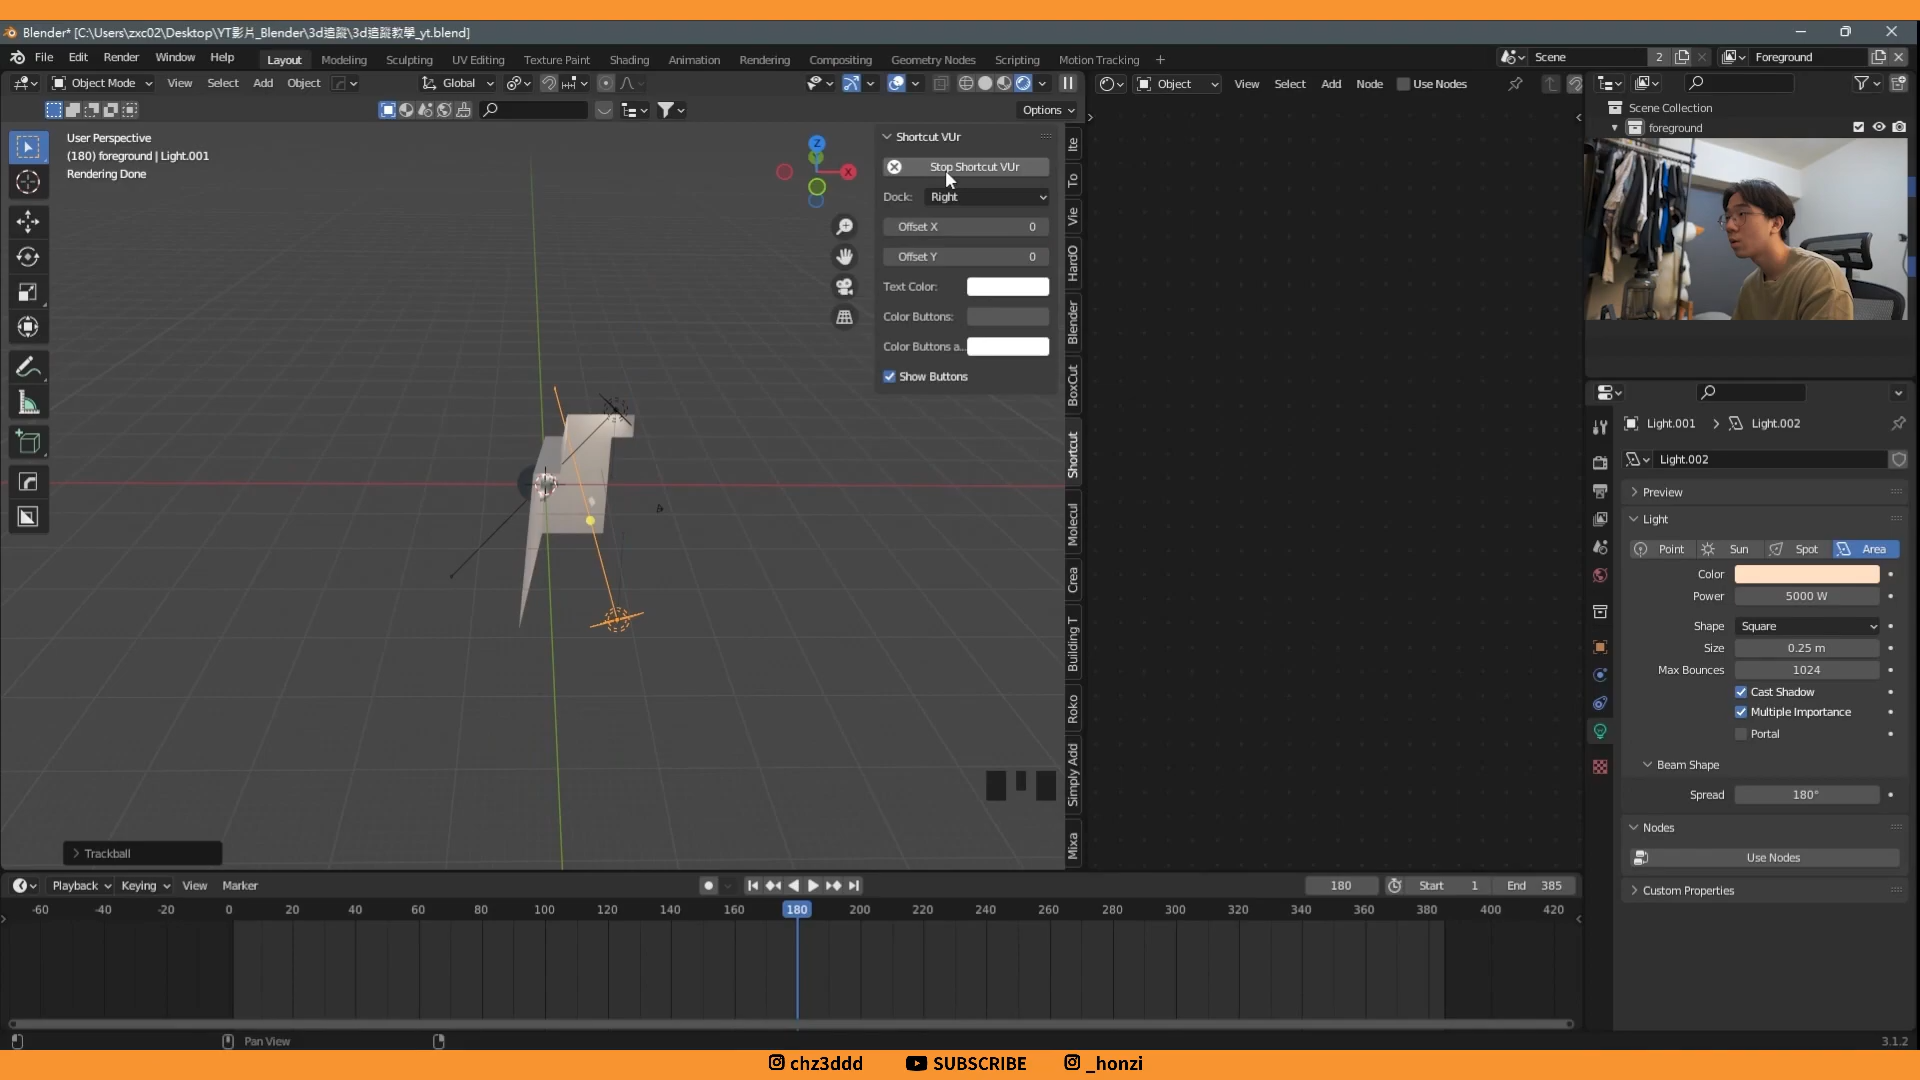 Blender* [C:\Users\zxc02\Desktop\YT影片_Blender\3d追蹤\3d追蹤教學_yt.blend]
File Edit Render Window Help Layout Modeling Sculpting UV Editing Texture Paint Shading Animation Rendering Compositing Geometry Nodes Scripting Motion Tracking + Scene 2 Foreground
Object Mode View Select Add Object Global Object View Select Add Node Use Nodes
Options
Scene Collection
foreground
User Perspective
(180) foreground | Light.001
Rendering Done
Z
Y
X
Shortcut VUr
Stop Shortcut VUr
Dock: Right
Offset X 0
Offset Y 0
Text Color:
Color Buttons:
Color Buttons a...
Show Buttons
Ite
To
Vie
HardO
Blender
BoxCut
Shortcut
Molecul
Crea
Building T
Roko
Simply Add
Mixa
Light.001 > Light.002
Light.002
Preview
Light
Point Sun Spot Area
Color
Power 5000 W
Shape Square
Size 0.25 m
Max Bounces 1024
Cast Shadow
Multiple Importance
Portal
Beam Shape
Spread 180°
Nodes
Use Nodes
Custom Properties
Trackball
Playback Keying View Marker 180 Start 1 End 385
-60 -40 -20 0 20 40 60 80 100 120 140 160 180 200 220 240 260 280 300 320 340 360 380 400 420
Pan View
3.1.2
chz3ddd SUBSCRIBE _honzi